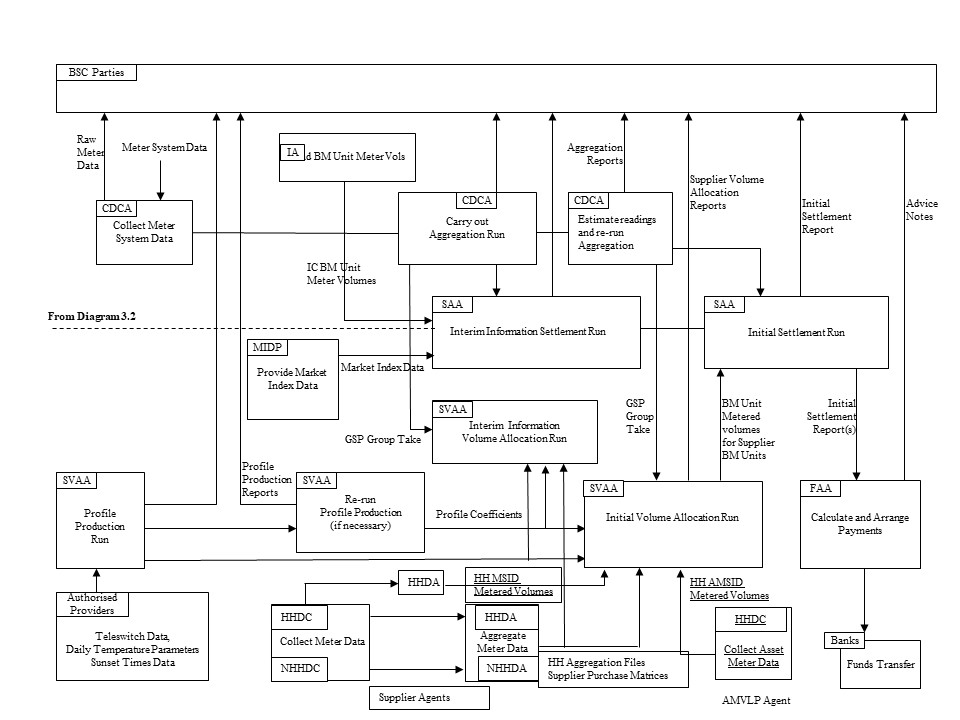 BSC Parties
Raw
Meter
Data
Meter System Data
IA
d BM Unit Meter Vols
Aggregation
Reports
Supplier Volume
Allocation
Reports
Initial
Settlement
Report
Advice
Notes
CDCA
Collect Meter
System Data
CDCA
Carry out
Aggregation Run
CDCA
Estimate readings
and re-run
Aggregation
IC BM Unit
Meter Volumes
From Diagram 3.2
SAA
Interim Information Settlement Run
SAA
Initial Settlement Run
MIDP
Provide Market
Index Data
Market Index Data
SVAA
Interim Information
Volume Allocation Run
GSP Group Take
GSP
Group
Take
BM Unit
Metered
volumes
for Supplier
BM Units
Initial
Settlement
Report(s)
SVAA
Profile
Production
Run
Profile
Production
Reports
SVAA
Re-run
Profile Production
(if necessary)
Profile Coefficients
SVAA
Initial Volume Allocation Run
FAA
Calculate and Arrange
Payments
Authorised
Providers
Teleswitch Data,
Daily Temperature Parameters
Sunset Times Data
HHDA
HH MSID
Metered Volumes
HH AMSID
Metered Volumes
HHDC
Collect Meter Data
NHHDC
HHDA
Aggregate
Meter Data
NHHDA
HH Aggregation Files
Supplier Purchase Matrices
HHDC
Collect Asset
Meter Data
Banks
Funds Transfer
Supplier Agents
AMVLP Agent